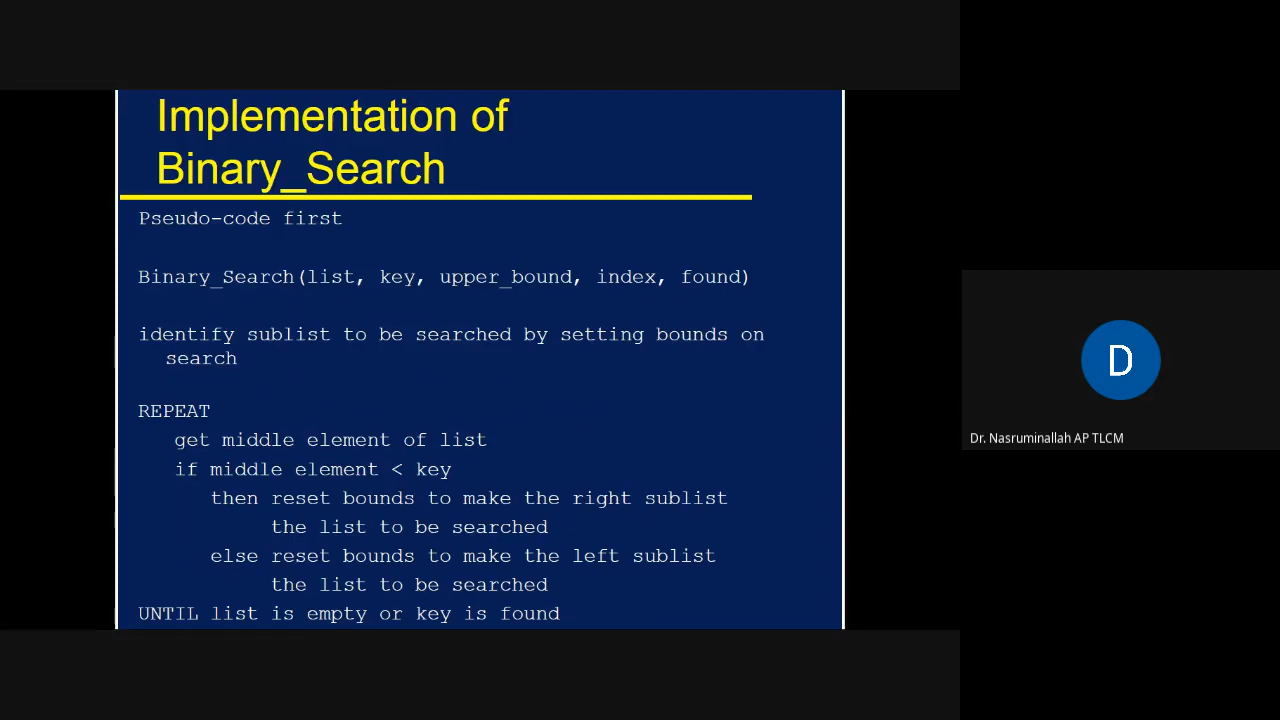 Implementation of
Binary_Search
Pseudo-code first
Binary_Search(list, key, upper_bound, index, found)
identify sublist to be searched by setting bounds on
search
REPEAT
get middle element of list
if middle element < key
then reset bounds to make the right sublist
the list to be searched
else reset bounds to make the left sublist
the list to be searched
UNTIL list is empty or key is found
D
Dr. Nasruminallah AP TLCM